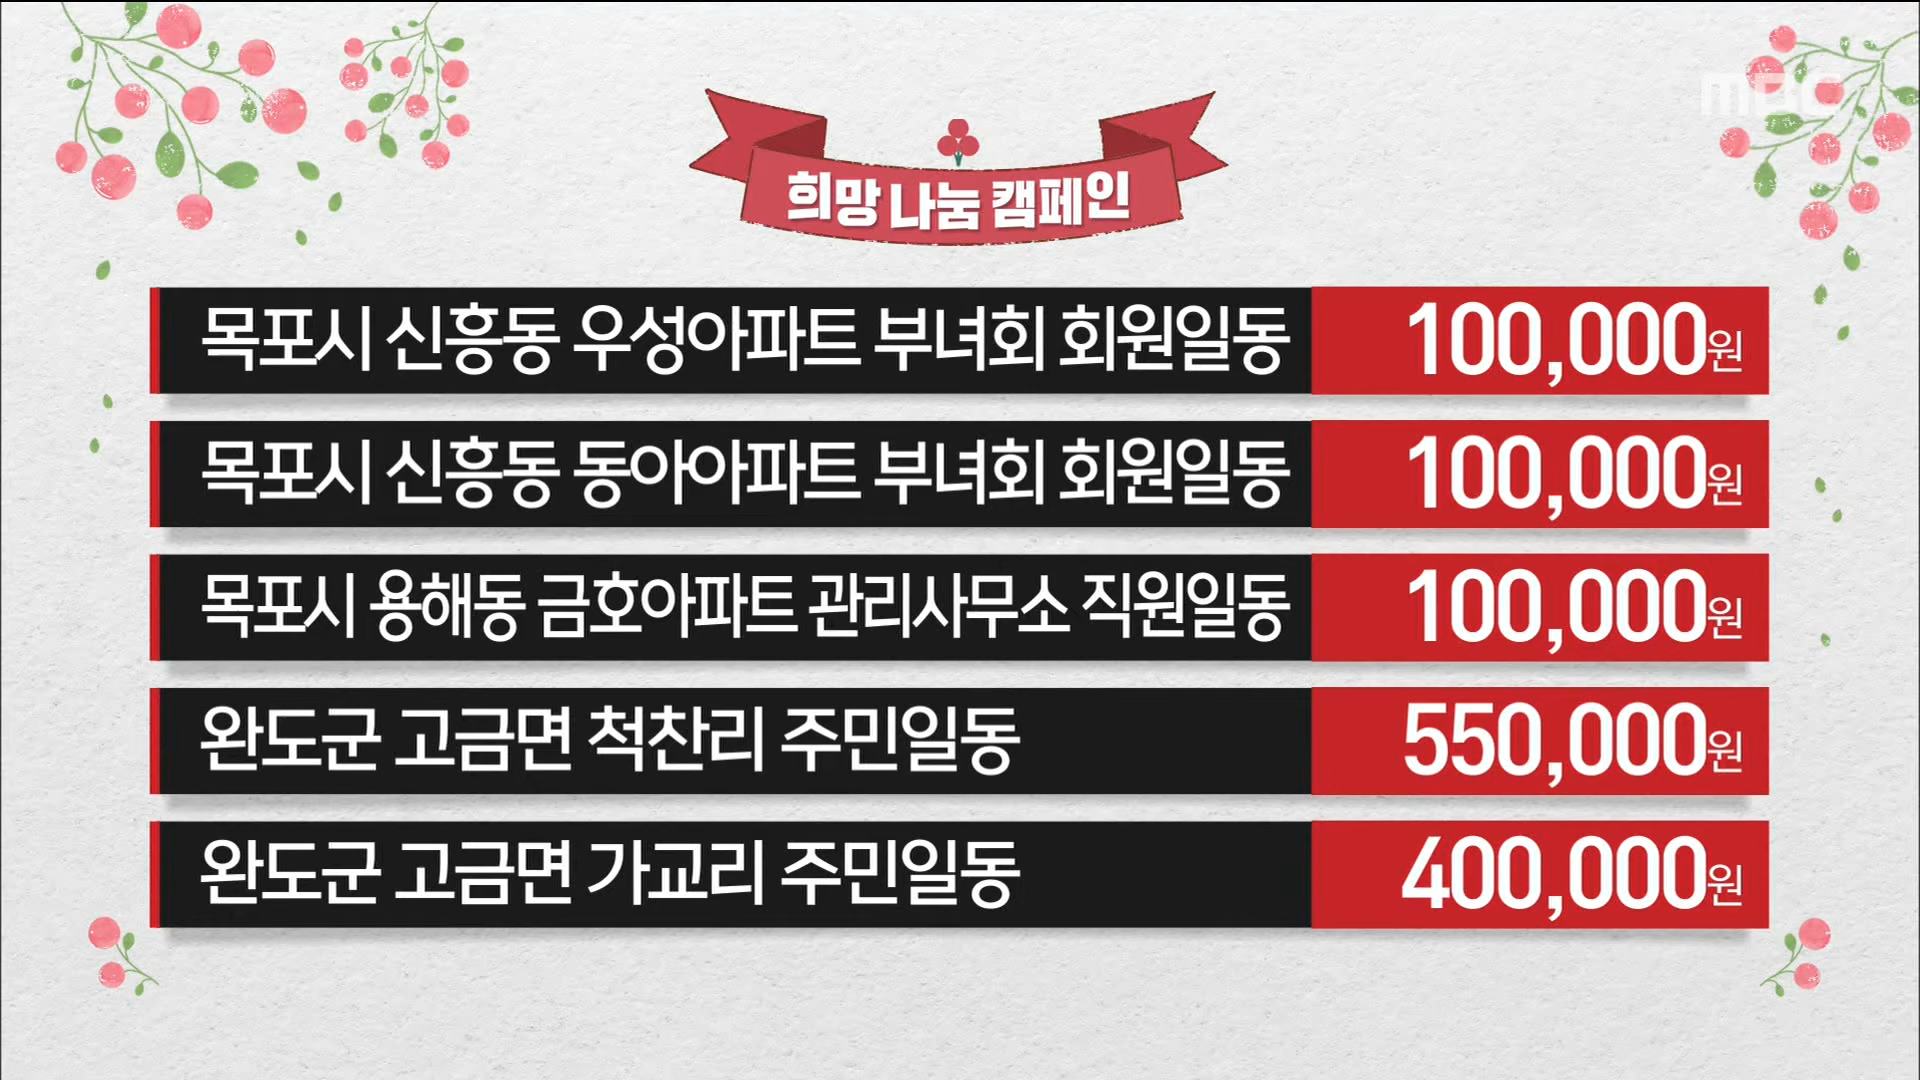 MBC
희망 나눔 캠페인
목포시 신흥동 우성아파트 부녀회 회원일동 100,000원
목포시 신흥동 동아아파트 부녀회 회원일동 100,000원
목포시 용해동 금호아파트 관리사무소 직원일동 100,000원
완도군 고금면 척찬리 주민일동 550,000원
완도군 고금면 가교리 주민일동 400,000원